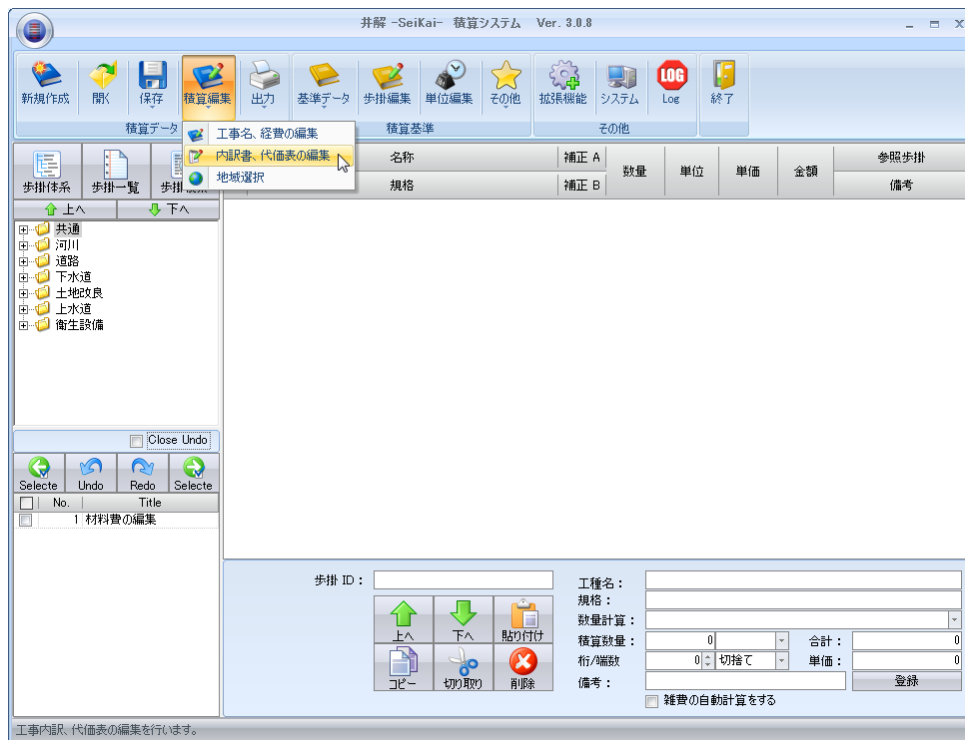 井解 -SeiKai- 積算システム Ver. 3.0.8
新規作成 開く 保存 積算編集 出力 基準データ 歩掛編集 単位編集 その他 拡張機能 システム Log 終了
LOG
積算データ 積算基準 その他
工事名、経費の編集
内訳書、代価表の編集
地域選択
歩掛体系 歩掛一覧
名称 補正 A 数量 単位 単価 金額 参照歩掛
規格 補正 B 備考
上へ 下へ
共通
河川
道路
下水道
土地改良
上水道
衛生設備
Close Undo
Selecte Undo Redo Selecte
No. Title
1 材料費の編集
歩掛 ID：
上へ 下へ 貼り付け
コピー 切り取り 削除
工種名：
規格：
数量計算：
積算数量： 0 合計： 0
桁/端数 0 切捨て 単価： 0
備考： 登録
雑費の自動計算をする
工事内訳、代価表の編集を行います。